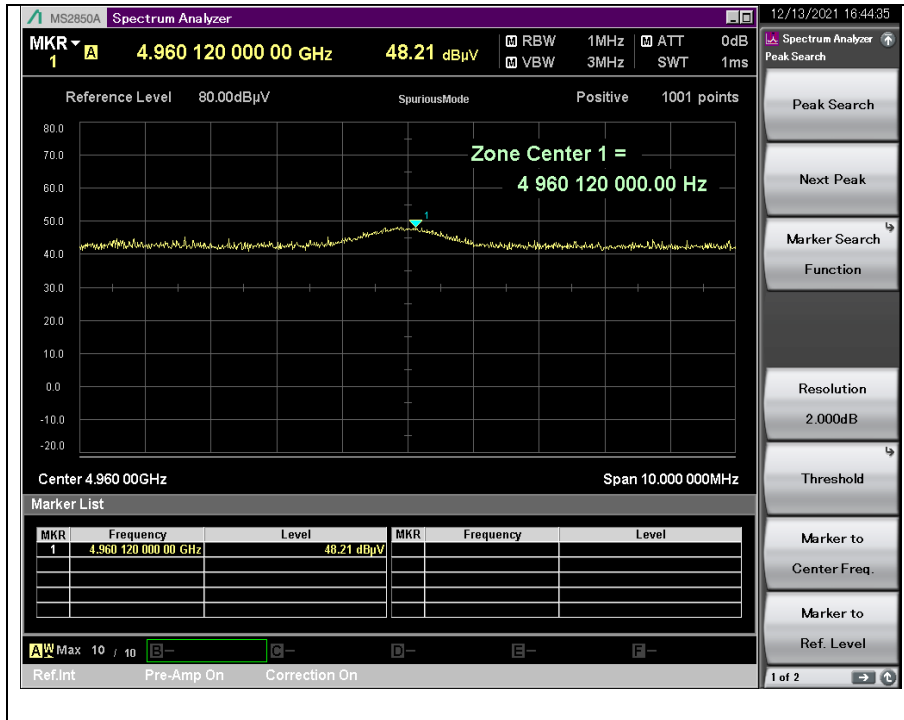 MS2850A Spectrum Analyzer
12/13/2021 16:44:35
MKR A 4.960 120 000 00 GHz 48.21 dBµV M RBW 1MHz M ATT 0dB
1 M VBW 3MHz SWT 1ms
Spectrum Analyzer
Peak Search
Reference Level 80.00dBµV SpuriousMode Positive 1001 points
80.0
70.0
60.0
50.0
40.0
30.0
20.0
10.0
0.0
-10.0
-20.0
Zone Center 1 =
4 960 120 000.00 Hz
1
Center 4.960 00GHz Span 10.000 000MHz
Marker List
MKR Frequency Level MKR Frequency Level
1 4.960 120 000 00 GHz 48.21 dBµV
A W Max 10 / 10 B- C- D- E- F-
Ref.Int Pre-Amp On Correction On
Peak Search
Next Peak
Marker Search
Function
Resolution
2.000dB
Threshold
Marker to
Center Freq.
Marker to
Ref. Level
1 of 2